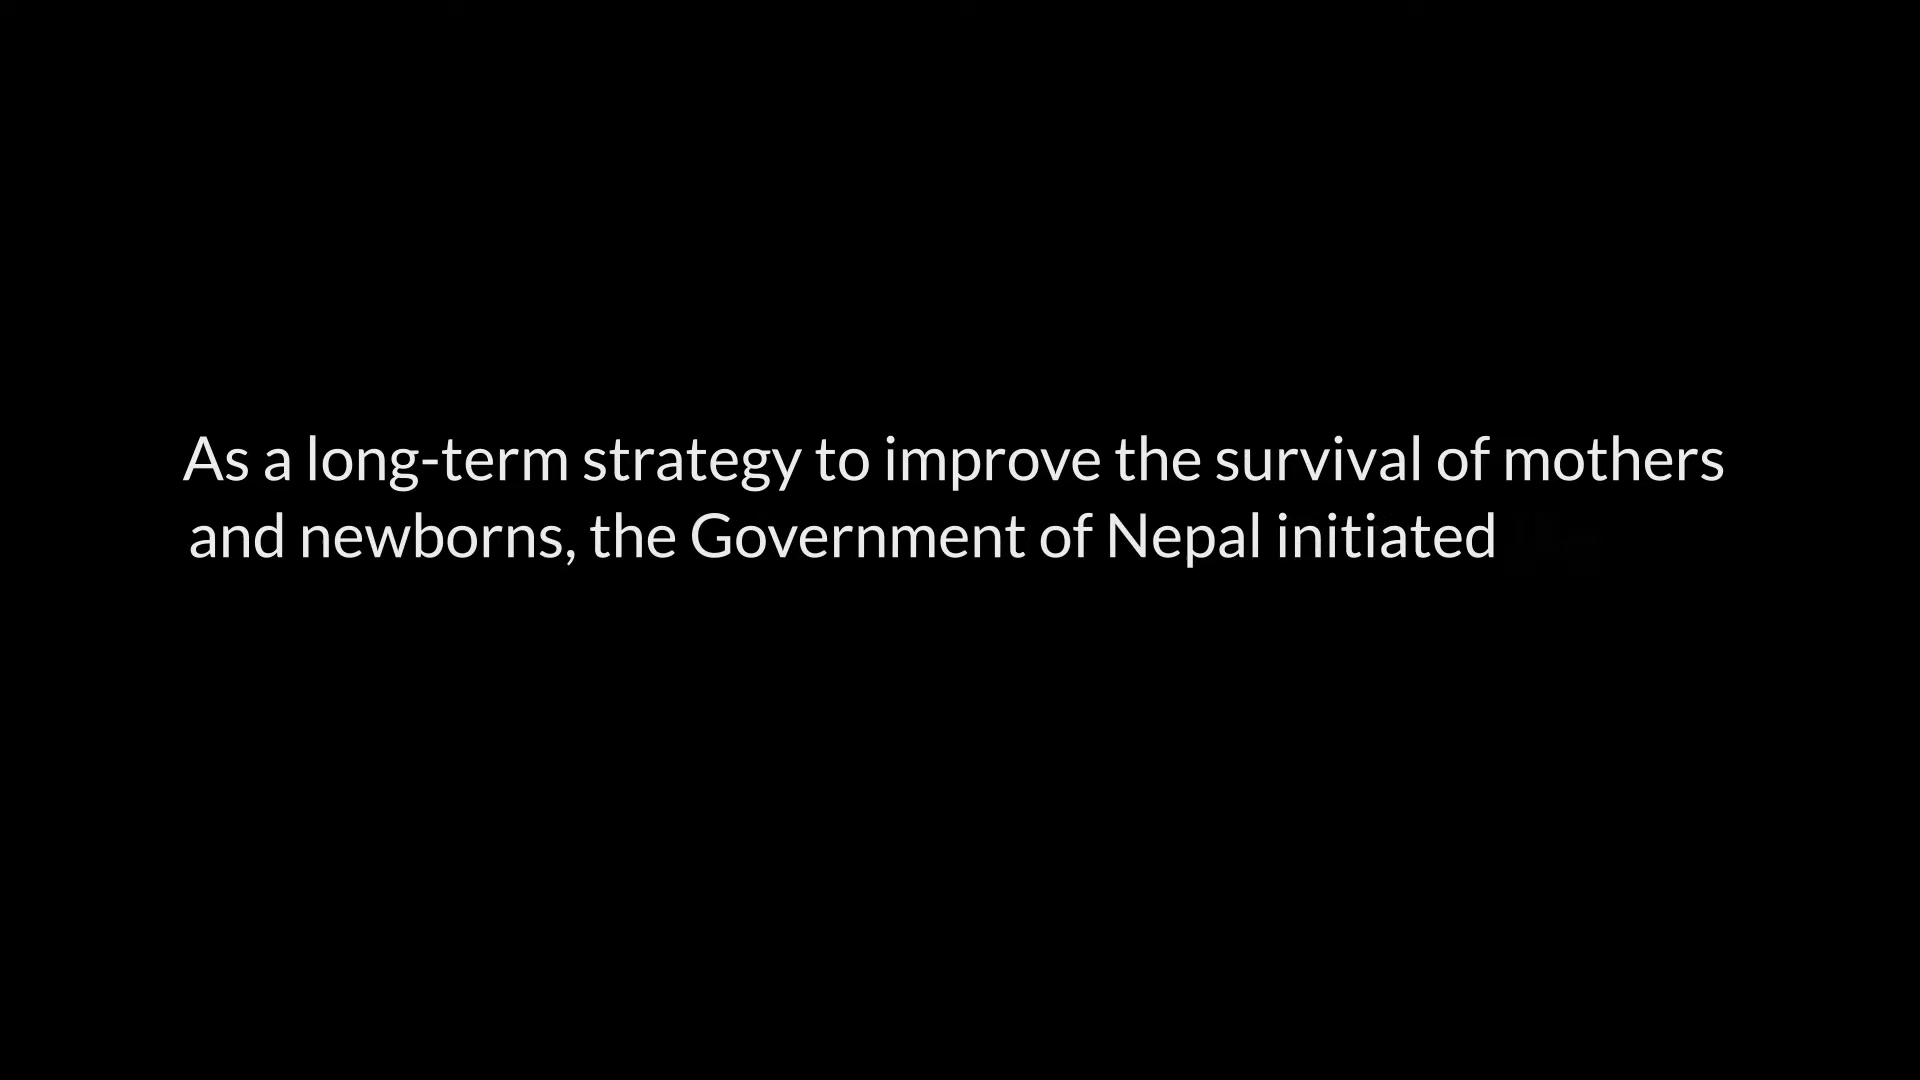 As a long-term strategy to improve the survival of mothers
and newborns, the Government of Nepal initiated